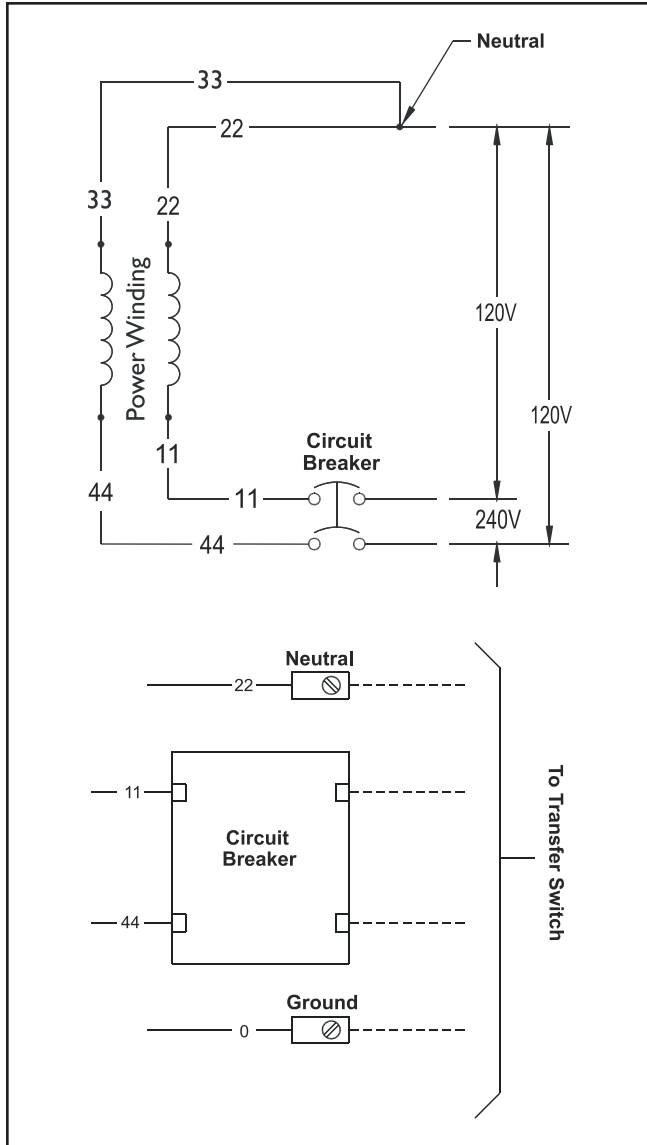 Neutral
33
22
33
22
Power Winding
120V
120V
Circuit
Breaker
11
44
11
44
240V
Neutral
22
11
Circuit
Breaker
44
Ground
0
To Transfer Switch